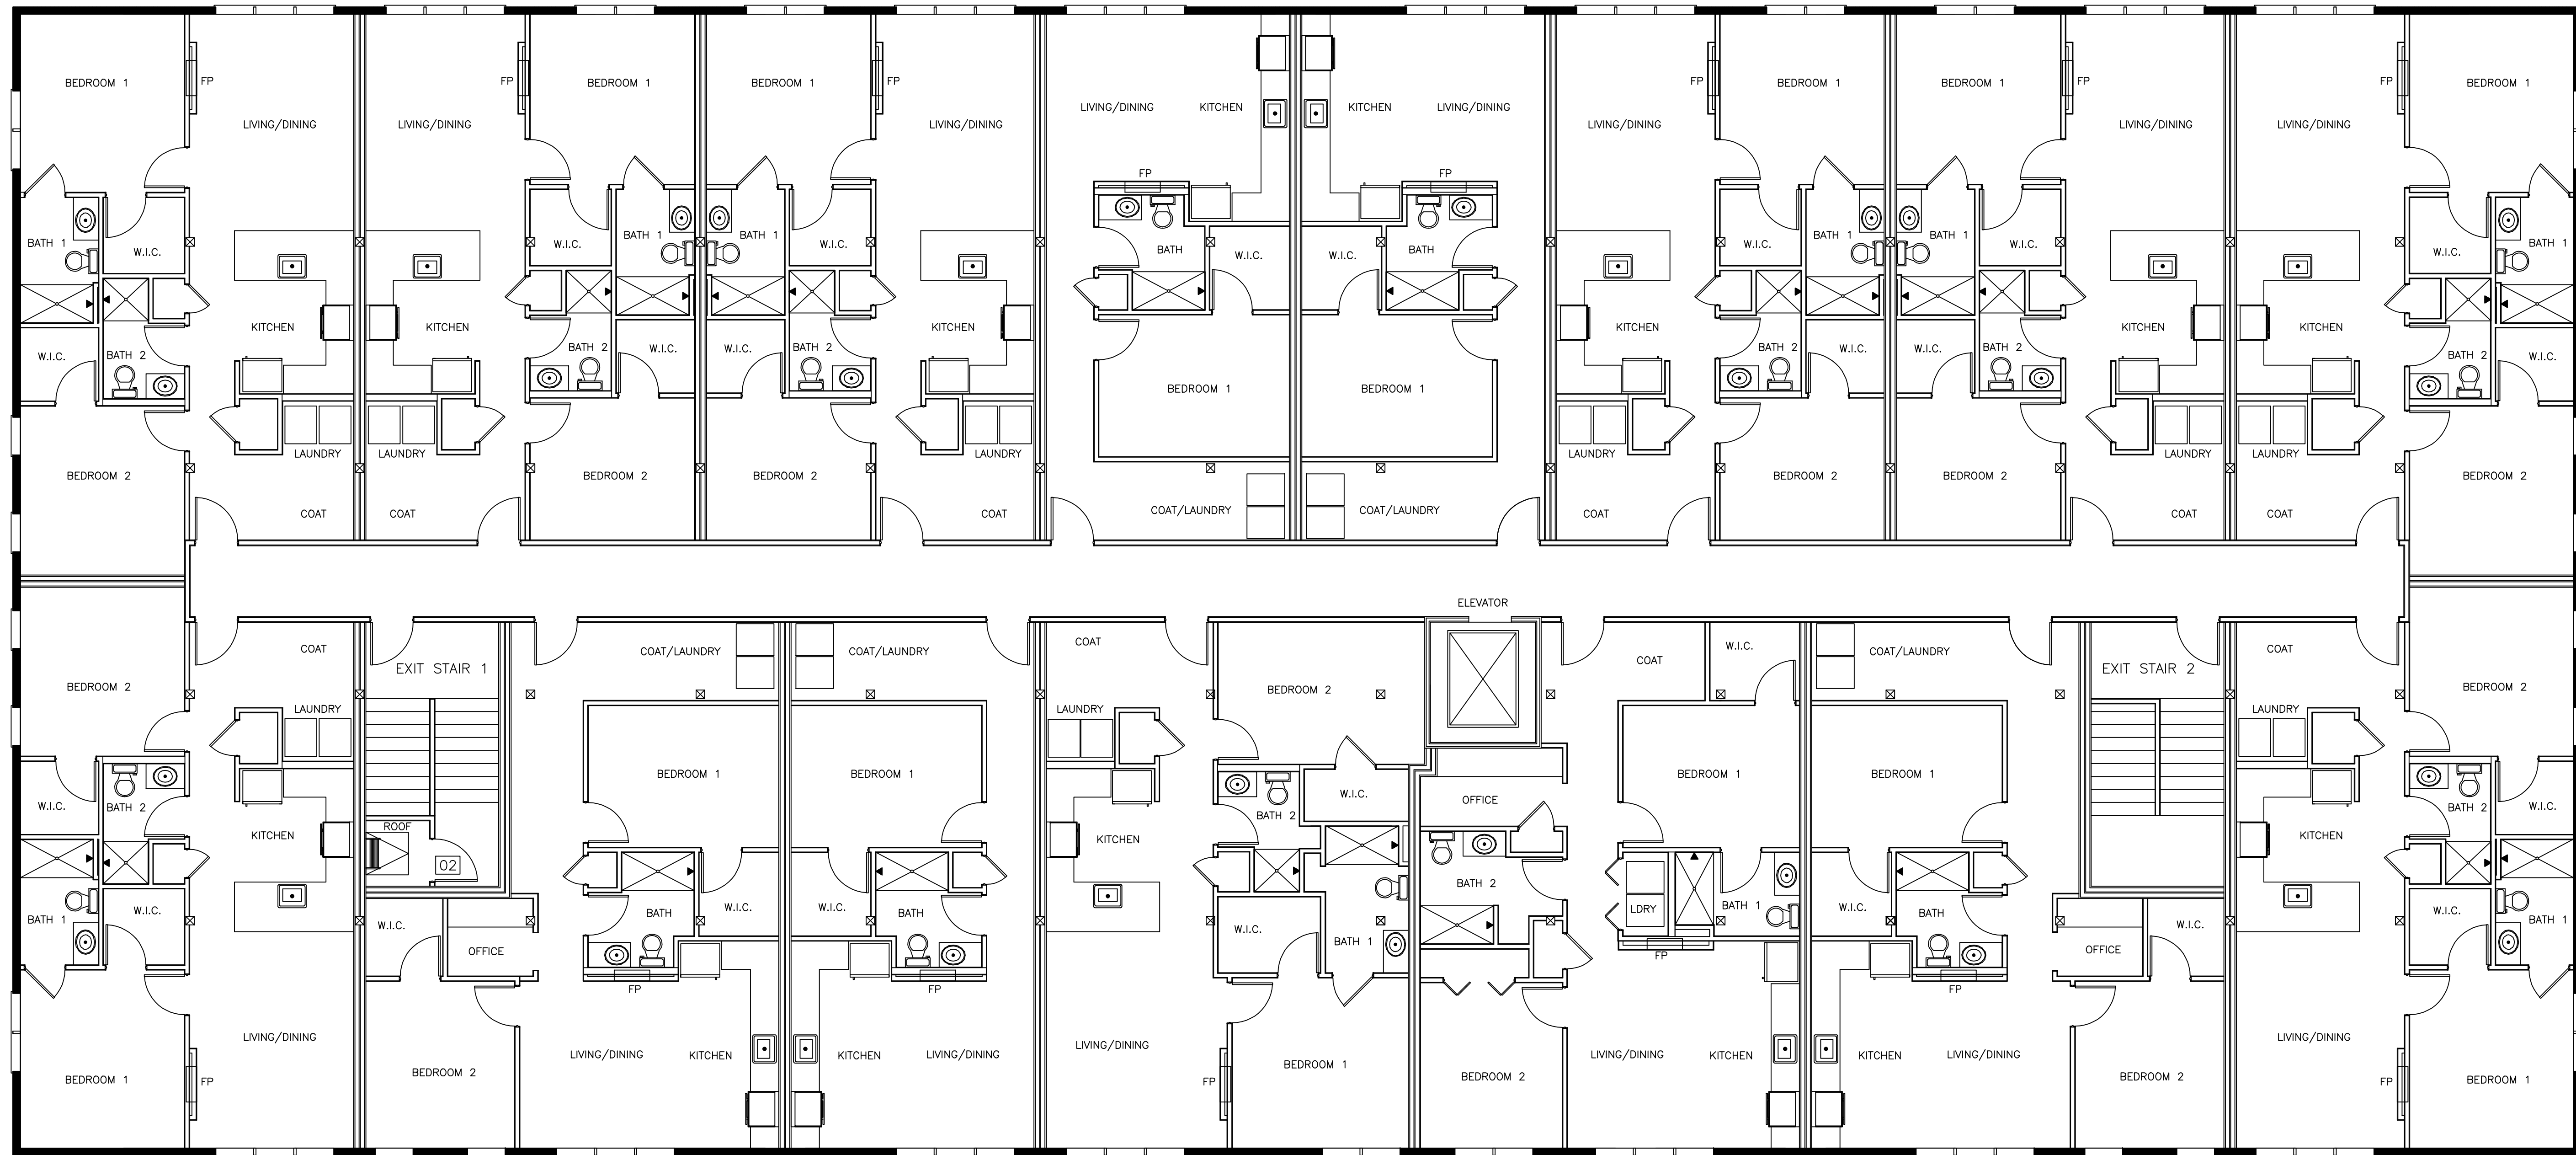 BEDROOM 1
FP
FP
BEDROOM 1
BEDROOM 1
FP
FP
BEDROOM 1
BEDROOM 1
FP
FP
BEDROOM 1
LIVING/DINING
KITCHEN
KITCHEN
LIVING/DINING
LIVING/DINING
LIVING/DINING
LIVING/DINING
LIVING/DINING
LIVING/DINING
LIVING/DINING
FP
FP
BATH 1
W.I.C.
W.I.C.
BATH 1
BATH 1
W.I.C.
BATH
W.I.C.
W.I.C.
BATH
W.I.C.
BATH 1
BATH 1
W.I.C.
W.I.C.
BATH 1
KITCHEN
KITCHEN
KITCHEN
KITCHEN
KITCHEN
KITCHEN
W.I.C.
BATH 2
BATH 2
W.I.C.
W.I.C.
BATH 2
BATH 2
W.I.C.
W.I.C.
BATH 2
BATH 2
W.I.C.
BEDROOM 1
BEDROOM 1
LAUNDRY
LAUNDRY
LAUNDRY
LAUNDRY
LAUNDRY
LAUNDRY
BEDROOM 2
BEDROOM 2
BEDROOM 2
BEDROOM 2
BEDROOM 2
BEDROOM 2
COAT
COAT
COAT
COAT/LAUNDRY
COAT/LAUNDRY
COAT
COAT
COAT
ELEVATOR
COAT
COAT/LAUNDRY
COAT/LAUNDRY
COAT
COAT
W.I.C.
COAT/LAUNDRY
COAT
EXIT STAIR 1
EXIT STAIR 2
BEDROOM 2
BEDROOM 2
BEDROOM 2
LAUNDRY
LAUNDRY
LAUNDRY
BEDROOM 1
BEDROOM 1
BEDROOM 1
BEDROOM 1
W.I.C.
BATH 2
W.I.C.
OFFICE
BATH 2
W.I.C.
BATH 2
ROOF
KITCHEN
KITCHEN
KITCHEN
02
BATH 2
BATH 1
W.I.C.
W.I.C.
BATH
W.I.C.
W.I.C.
BATH
LDRY
BATH 1
W.I.C.
BATH
W.I.C.
W.I.C.
BATH 1
OFFICE
W.I.C.
BATH 1
OFFICE
FP
FP
FP
FP
LIVING/DINING
LIVING/DINING
KITCHEN
KITCHEN
LIVING/DINING
LIVING/DINING
LIVING/DINING
KITCHEN
KITCHEN
LIVING/DINING
LIVING/DINING
BEDROOM 1
FP
BEDROOM 2
FP
BEDROOM 1
BEDROOM 2
BEDROOM 2
FP
BEDROOM 1